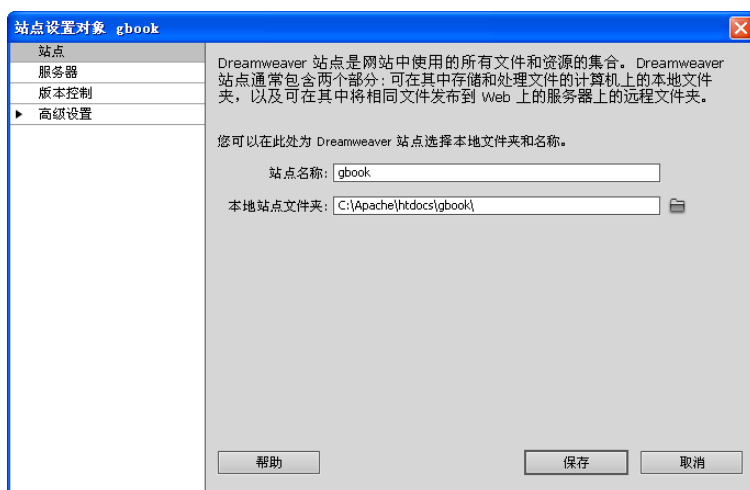 站点设置对象 gbook
站点
服务器
版本控制
高级设置
Dreamweaver 站点是网站中使用的所有文件和资源的集合。Dreamweaver
站点通常包含两个部分:可在其中存储和处理文件的计算机上的本地文件
夹，以及可在其中将相同文件发布到 Web 上的服务器上的远程文件夹。
您可以在此处为 Dreamweaver 站点选择本地文件夹和名称。
站点名称: gbook
本地站点文件夹: C:\Apache\htdocs\gbook\
帮助 保存 取消